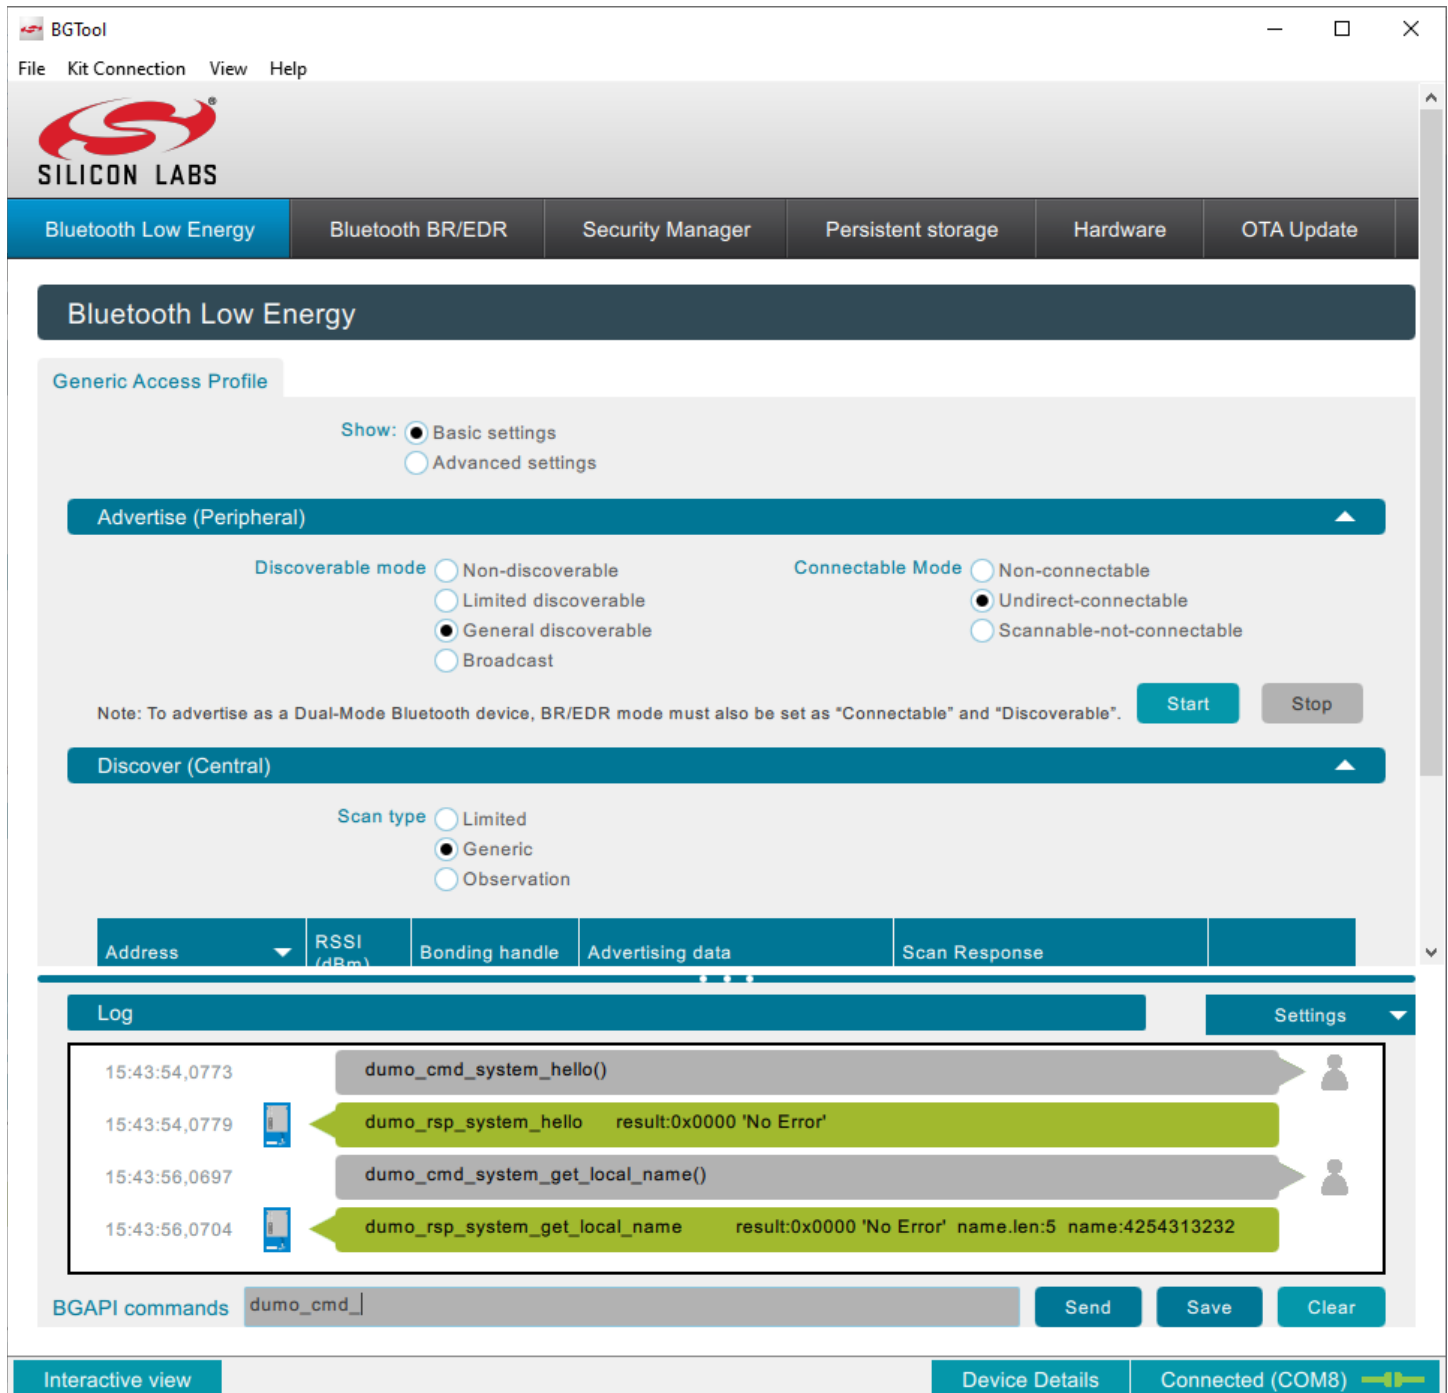 BGTool
File Kit Connection View Help
SILICON LABS
Bluetooth Low Energy Bluetooth BR/EDR Security Manager Persistent storage Hardware OTA Update
Bluetooth Low Energy
Generic Access Profile
Show: Basic settings
Advanced settings
Advertise (Peripheral)
Discoverable mode Non-discoverable Connectable Mode Non-connectable
Limited discoverable Undirect-connectable
General discoverable Scannable-not-connectable
Broadcast
Note: To advertise as a Dual-Mode Bluetooth device, BR/EDR mode must also be set as “Connectable” and “Discoverable”. Start Stop
Discover (Central)
Scan type Limited
Generic
Observation
Address RSSI (dBm) Bonding handle Advertising data Scan Response
Log Settings
15:43:54,0773 dumo_cmd_system_hello()
15:43:54,0779 dumo_rsp_system_hello result:0x0000 'No Error'
15:43:56,0697 dumo_cmd_system_get_local_name()
15:43:56,0704 dumo_rsp_system_get_local_name result:0x0000 'No Error' name.len:5 name:4254313232
BGAPI commands dumo_cmd_ Send Save Clear
Interactive view Device Details Connected (COM8)